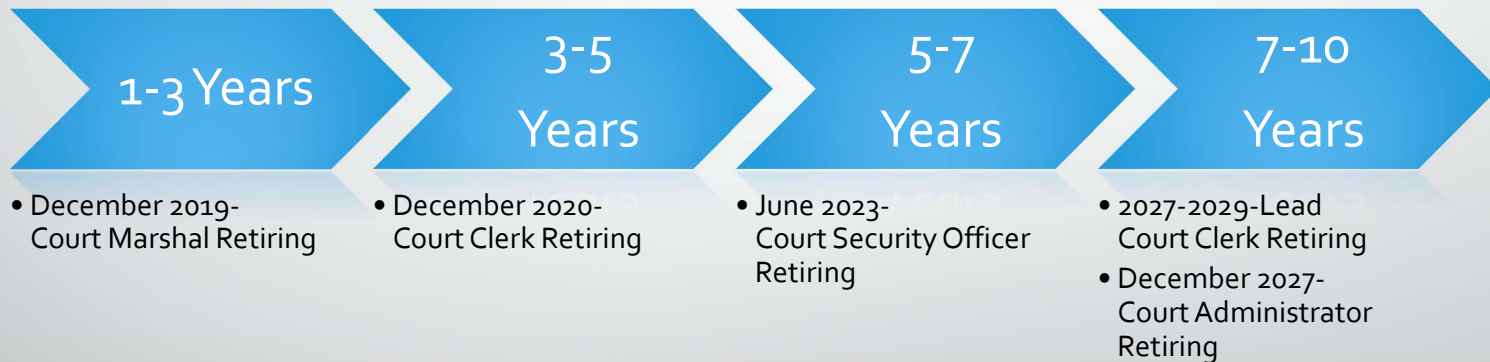 1-3 Years
3-5
Years
5-7
Years
7-10
Years
• December 2019-
Court Marshal Retiring
• December 2020-
Court Clerk Retiring
• June 2023-
Court Security Officer
Retiring
• 2027-2029-Lead
Court Clerk Retiring
• December 2027-
Court Administrator
Retiring